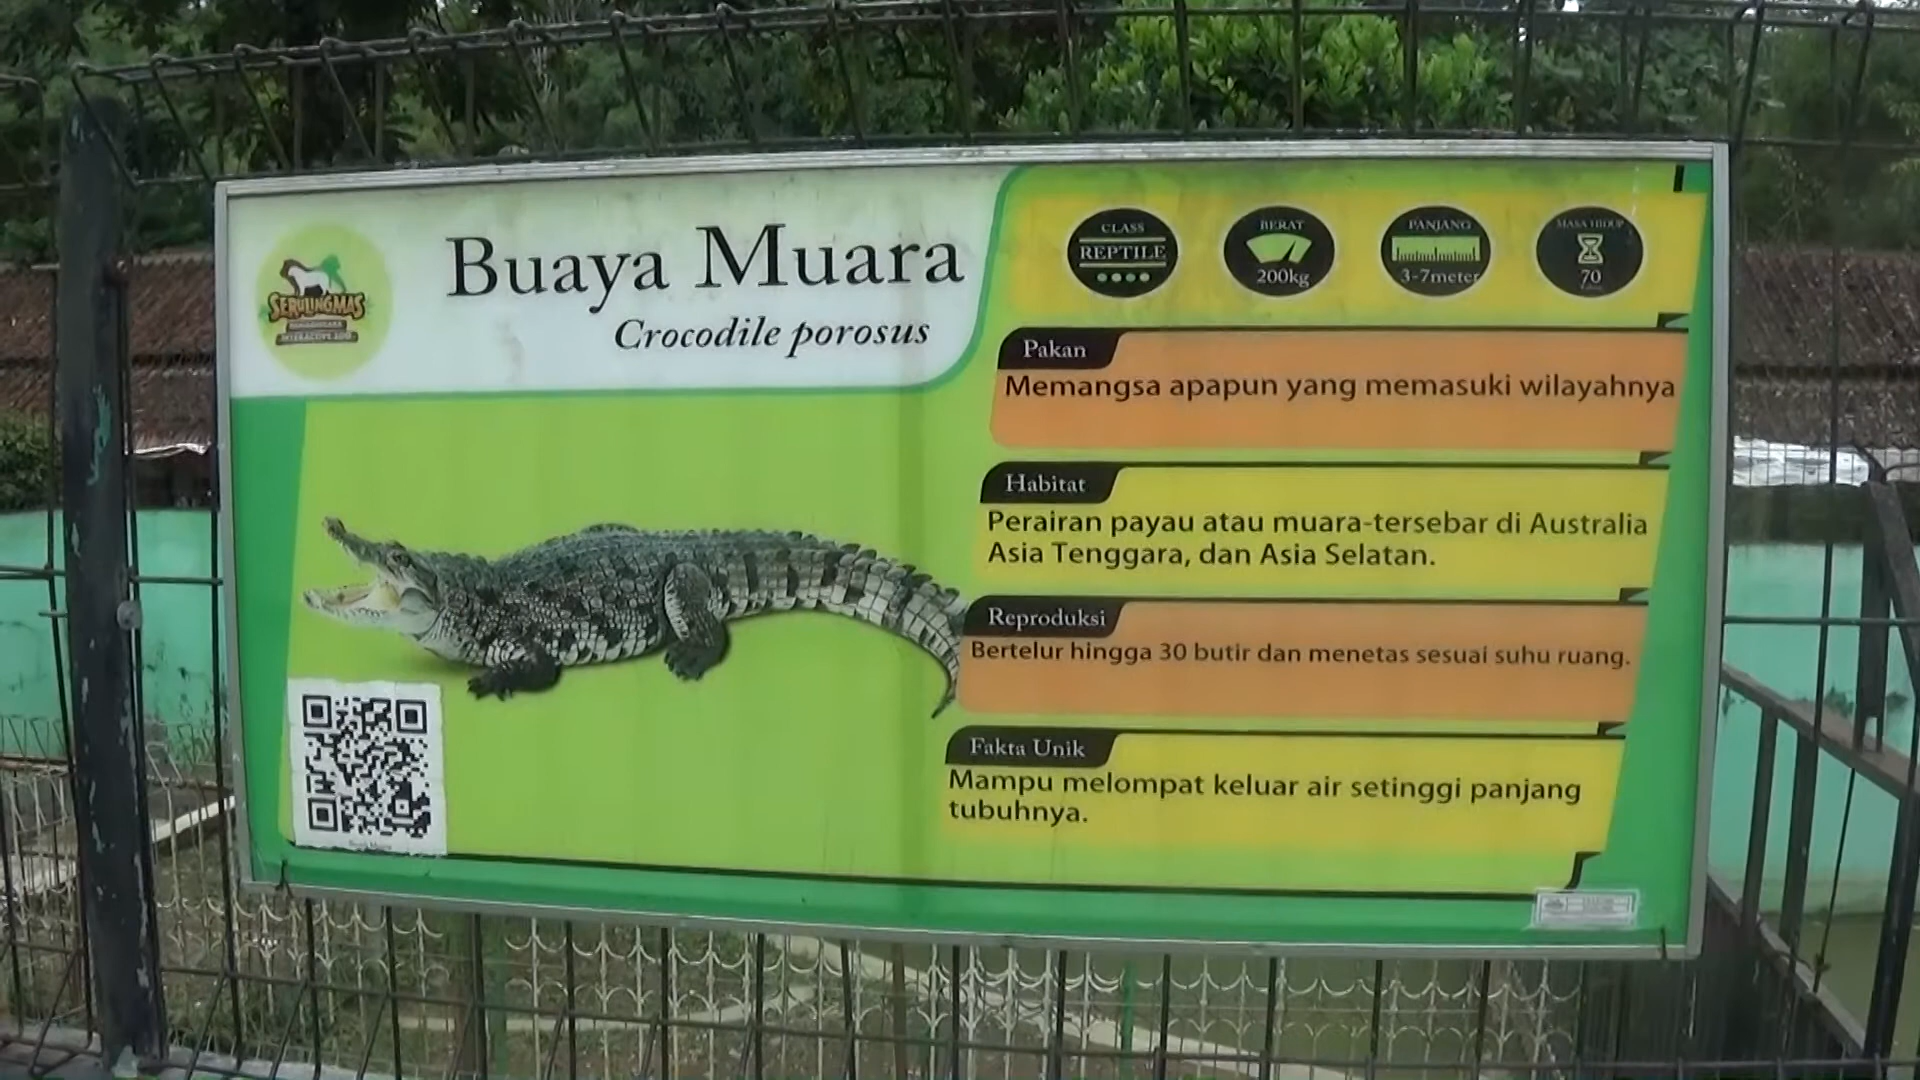 SERULINGMAS
INTERACTIVE ZOO
Buaya Muara
Crocodile porosus
CLASS
REPTILE
BERAT
200kg
PANJANG
3-7meter
MASA HIDUP
70
Pakan
Memangsa apapun yang memasuki wilayahnya
Habitat
Perairan payau atau muara-tersebar di Australia
Asia Tenggara, dan Asia Selatan.
Reproduksi
Bertelur hingga 30 butir dan menetas sesuai suhu ruang.
Fakta Unik
Mampu melompat keluar air setinggi panjang
tubuhnya.